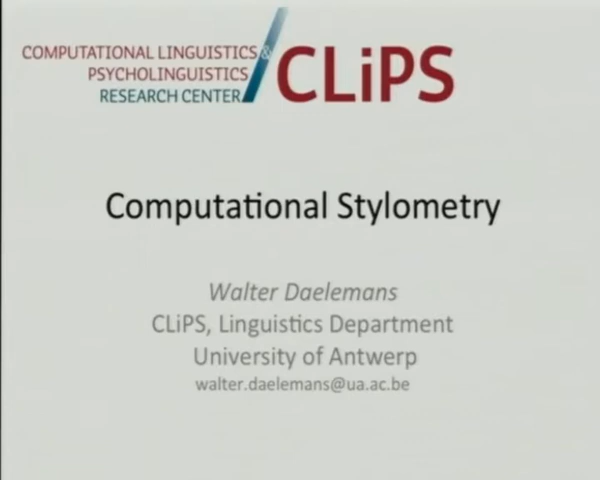 COMPUTATIONAL LINGUISTICS &
PSYCHOLINGUISTICS
RESEARCH CENTER
CLiPS
Computational Stylometry
Walter Daelemans
CLiPS, Linguistics Department
University of Antwerp
walter.daelemans@ua.ac.be